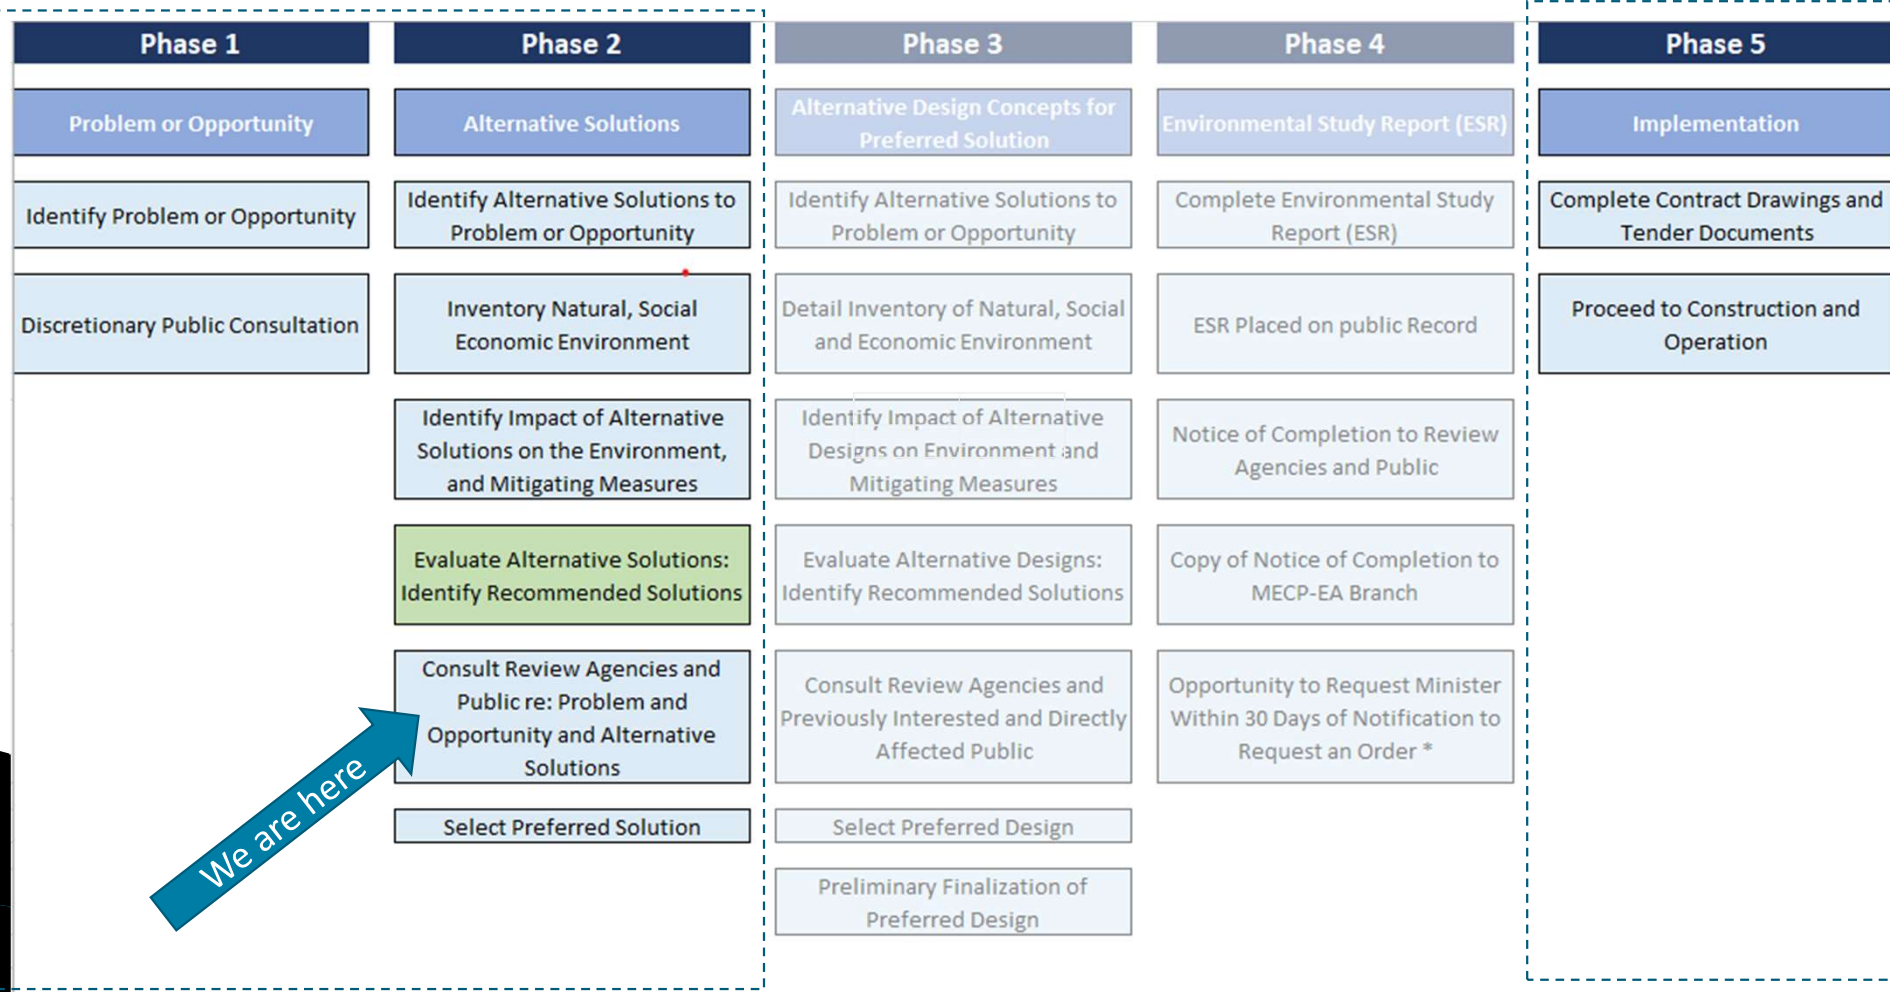 Phase 1
Problem or Opportunity
Identify Problem or Opportunity
Discretionary Public Consultation
Phase 2
Alternative Solutions
Identify Alternative Solutions to
Problem or Opportunity
Inventory Natural, Social
Economic Environment
Identify Impact of Alternative
Solutions on the Environment,
and Mitigating Measures
Evaluate Alternative Solutions:
Identify Recommended Solutions
Consult Review Agencies and
Public re: Problem and
Opportunity and Alternative
Solutions
Select Preferred Solution
We are here
Phase 3
Alternative Design Concepts for
Preferred Solution
Identify Alternative Solutions to
Problem or Opportunity
Detail Inventory of Natural, Social
and Economic Environment
Identify Impact of Alternative
Designs on Environment and
Mitigating Measures
Evaluate Alternative Designs:
Identify Recommended Solutions
Consult Review Agencies and
Previously Interested and Directly
Affected Public
Select Preferred Design
Preliminary Finalization of
Preferred Design
Phase 4
Environmental Study Report (ESR)
Complete Environmental Study
Report (ESR)
ESR Placed on public Record
Notice of Completion to Review
Agencies and Public
Copy of Notice of Completion to
MECP-EA Branch
Opportunity to Request Minister
Within 30 Days of Notification to
Request an Order *
Phase 5
Implementation
Complete Contract Drawings and
Tender Documents
Proceed to Construction and
Operation